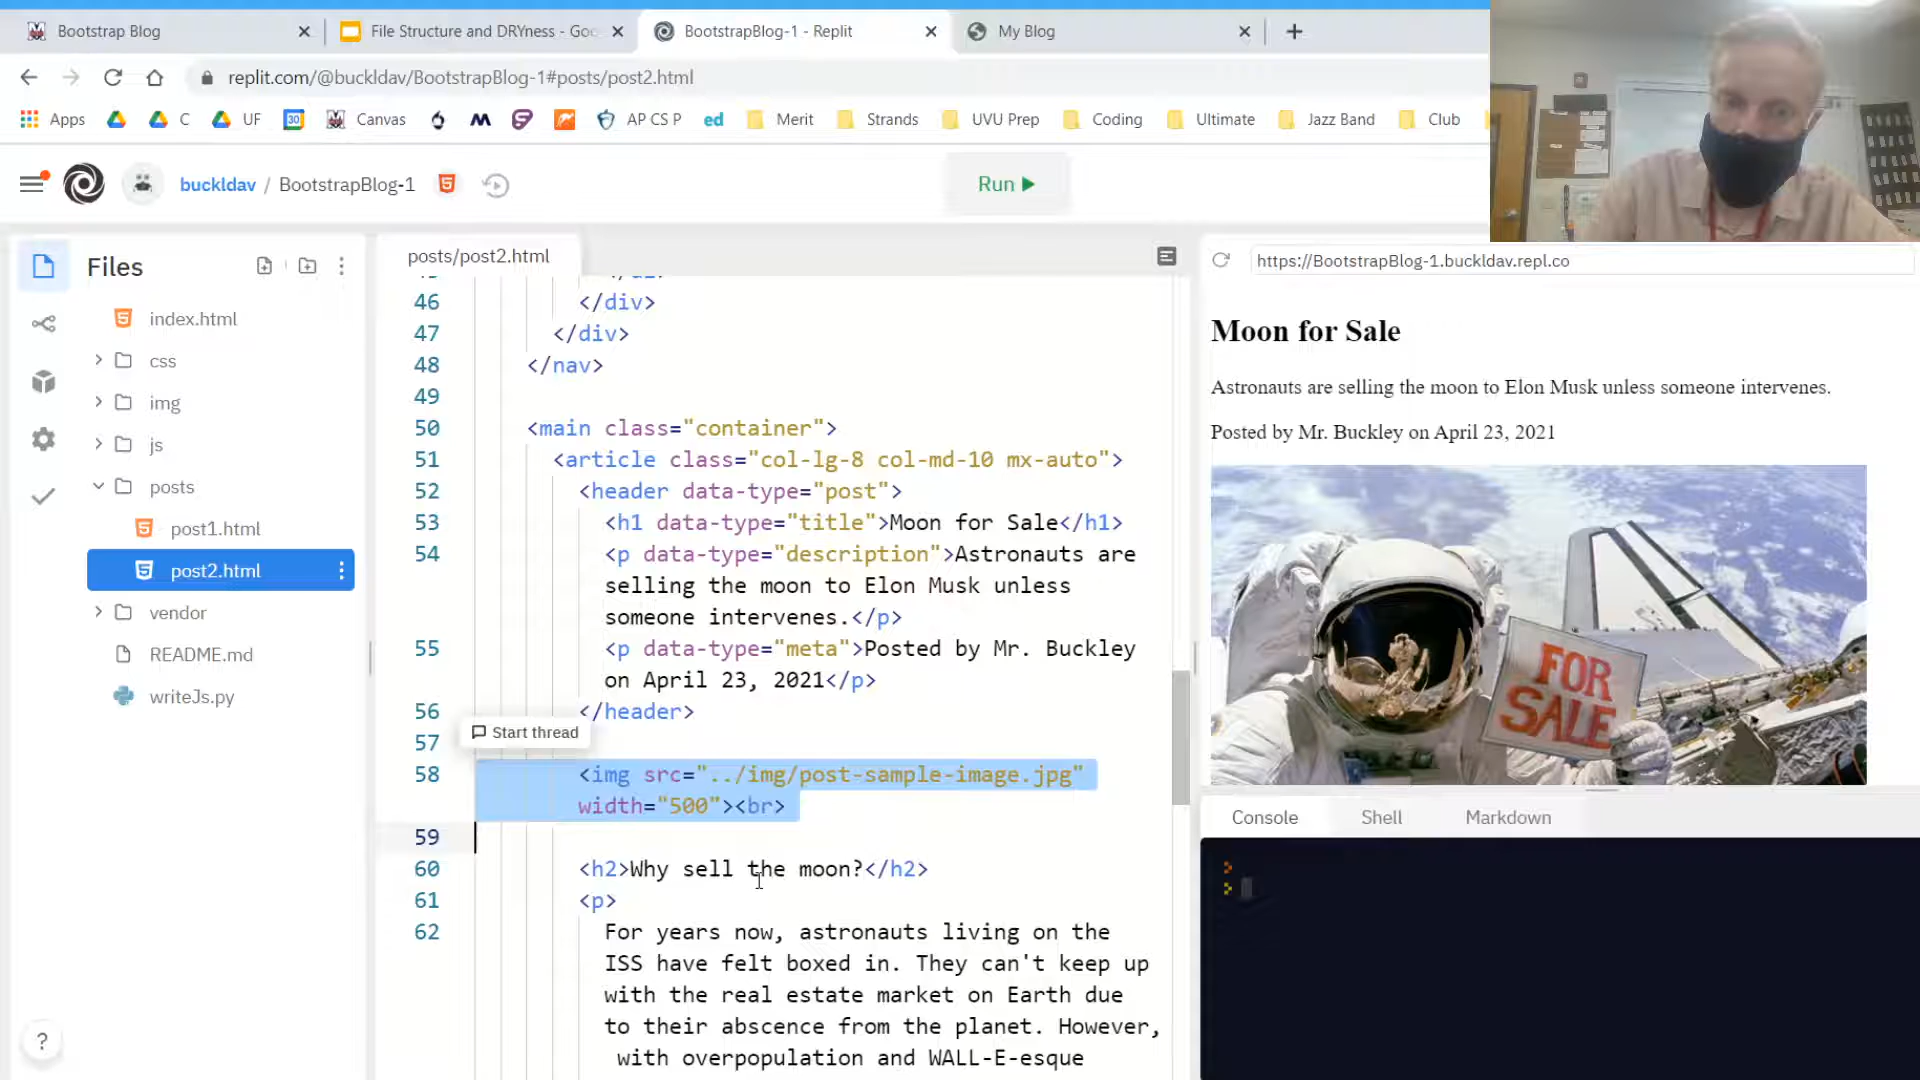 Bootstrap Blog
File Structure and DRYness - Goo
BootstrapBlog-1 - Replit
My Blog
replit.com/@buckldav/BootstrapBlog-1#posts/post2.html
Apps
C
UF
30
Canvas
AP CS P
ed
Merit
Strands
UVU Prep
Coding
Ultimate
Jazz Band
Club
buckldav / BootstrapBlog-1
Run
Files
index.html
css
img
js
posts
post1.html
post2.html
vendor
README.md
writeJs.py
?
posts/post2.html
46 </div>
47 </div>
48 </nav>
49
50 <main class="container">
51 <article class="col-lg-8 col-md-10 mx-auto">
52 <header data-type="post">
53 <h1 data-type="title">Moon for Sale</h1>
54 <p data-type="description">Astronauts are
selling the moon to Elon Musk unless
someone intervenes.</p>
55 <p data-type="meta">Posted by Mr. Buckley
on April 23, 2021</p>
56 </header>
Start thread
57
58 <img src="../img/post-sample-image.jpg"
width="500"><br>
59
60 <h2>Why sell the moon?</h2>
61 <p>
62 For years now, astronauts living on the
ISS have felt boxed in. They can't keep up
with the real estate market on Earth due
to their abscence from the planet. However,
with overpopulation and WALL-E-esque
https://BootstrapBlog-1.buckldav.repl.co
Moon for Sale
Astronauts are selling the moon to Elon Musk unless someone intervenes.
Posted by Mr. Buckley on April 23, 2021
FOR
SALE
Console
Shell
Markdown
>
>